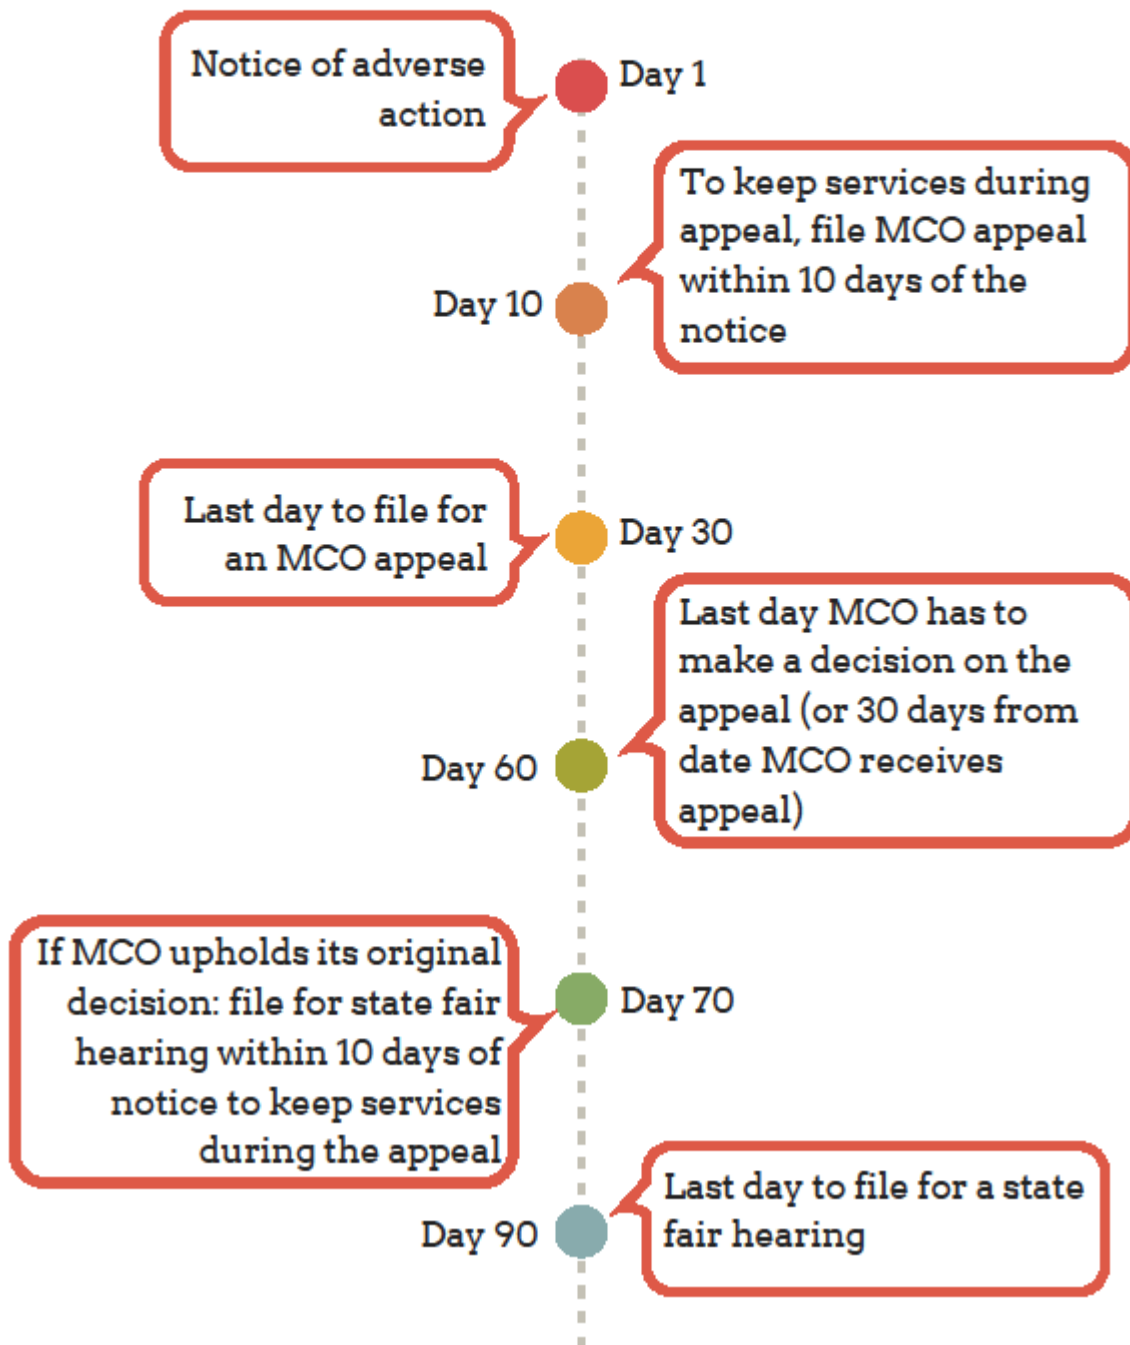 Notice of adverse
action
Day 1
To keep services during
appeal, file MCO appeal
within 10 days of the
notice
Day 10
Last day to file for
an MCO appeal
Day 30
Last day MCO has to
make a decision on the
appeal (or 30 days from
date MCO receives
appeal)
Day 60
If MCO upholds its original
decision: file for state fair
hearing within 10 days of
notice to keep services
during the appeal
Day 70
Last day to file for a state
fair hearing
Day 90